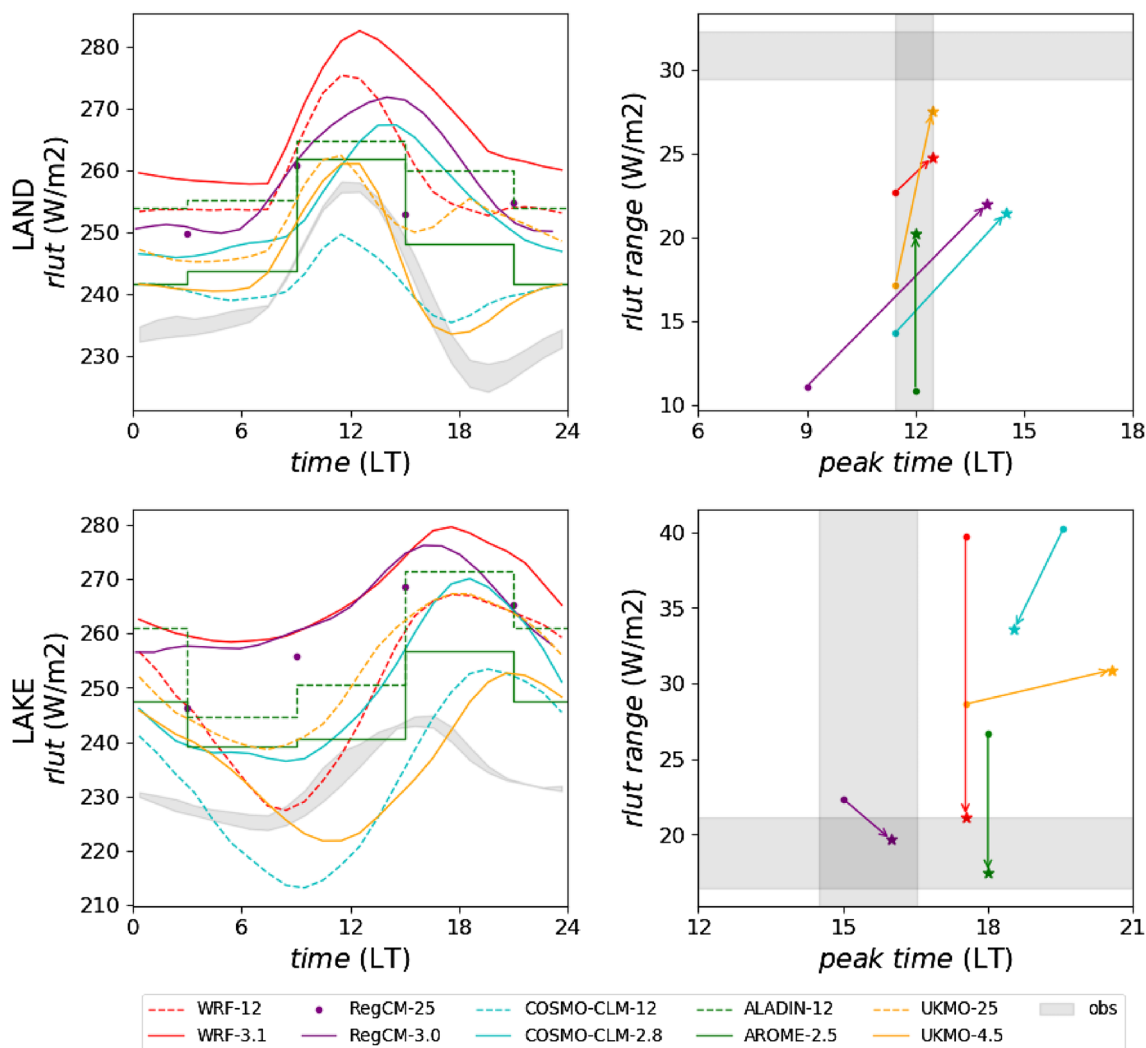 LAND
rlut (W/m2)
280
270
260
250
240
230
0 6 12 18 24
time (LT)
rlut range (W/m2)
30
25
20
15
10
6 9 12 15 18
peak time (LT)
LAKE
rlut (W/m2)
280
270
260
250
240
230
220
210
0 6 12 18 24
time (LT)
rlut range (W/m2)
40
35
30
25
20
12 15 18 21
peak time (LT)
WRF-12 RegCM-25 COSMO-CLM-12 ALADIN-12 UKMO-25 obs
WRF-3.1 RegCM-3.0 COSMO-CLM-2.8 AROME-2.5 UKMO-4.5